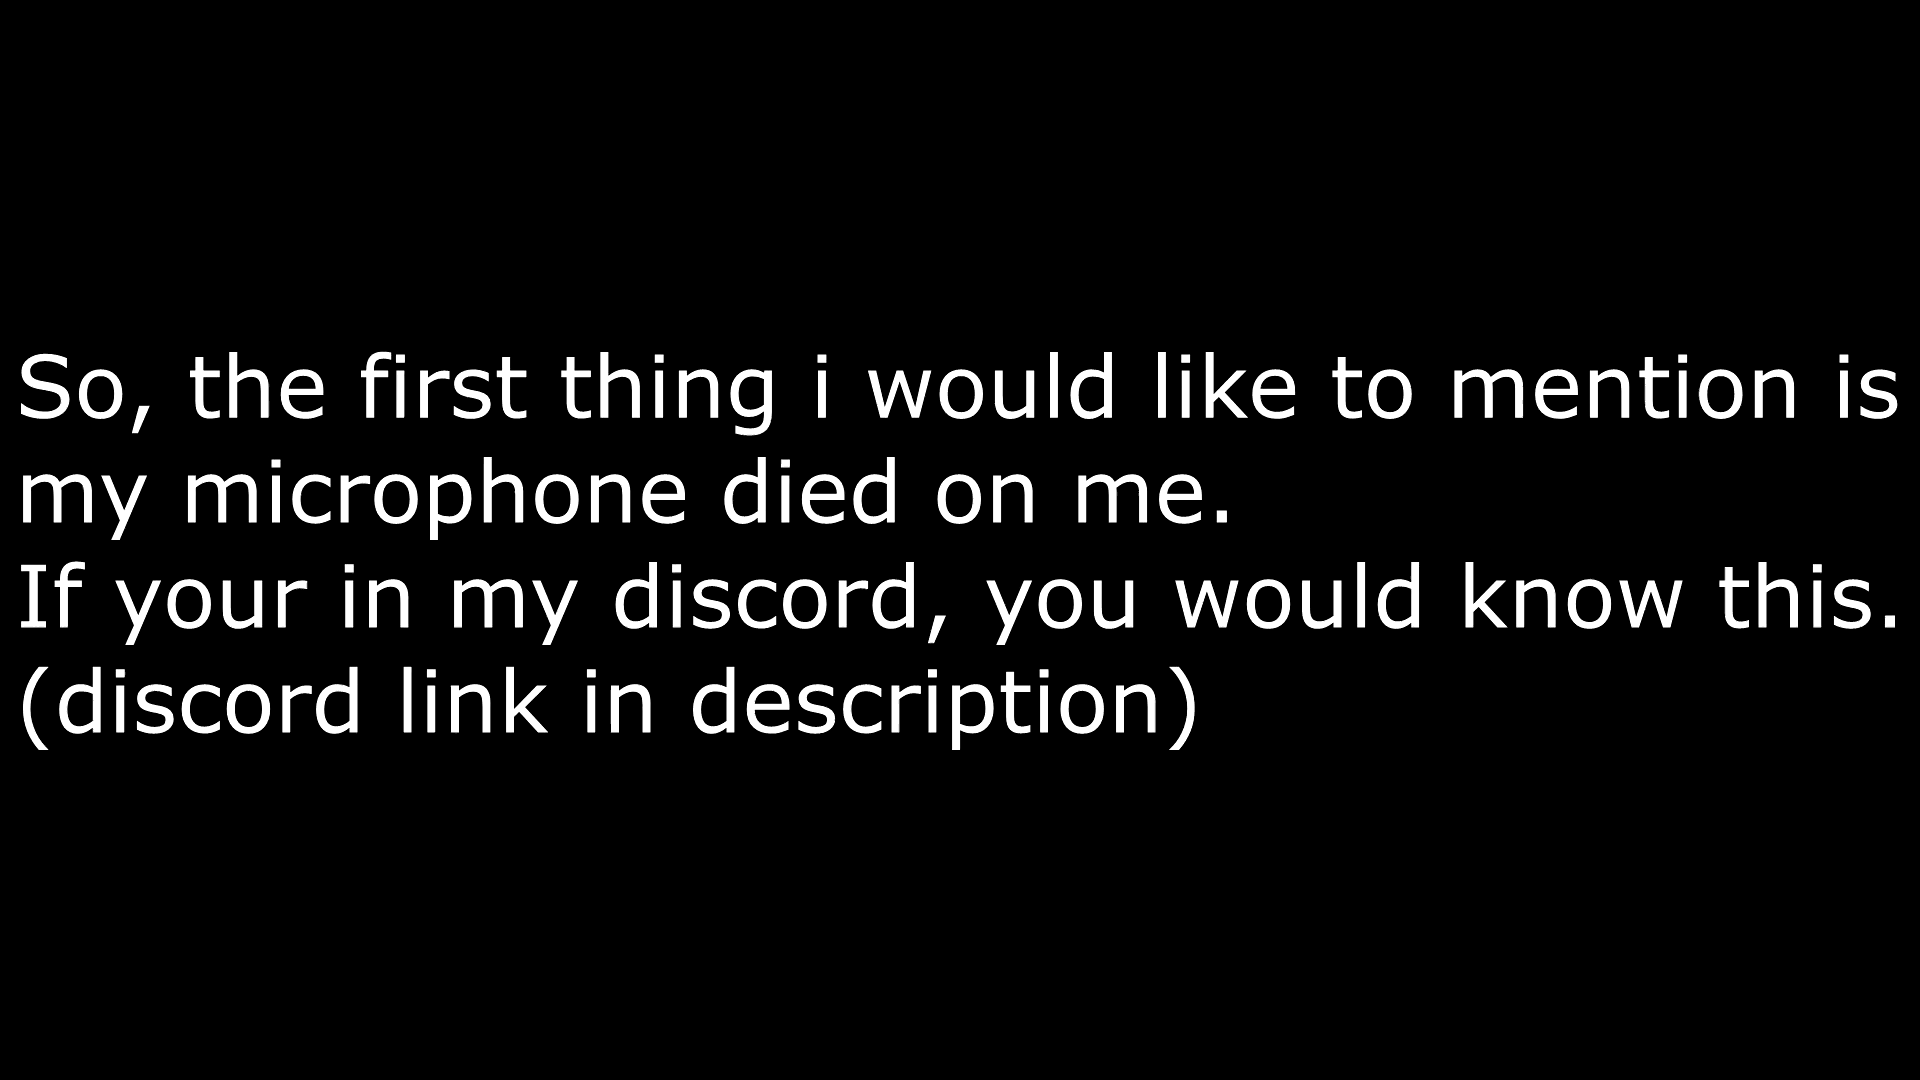 So, the first thing i would like to mention is
my microphone died on me.
If your in my discord, you would know this.
(discord link in description)